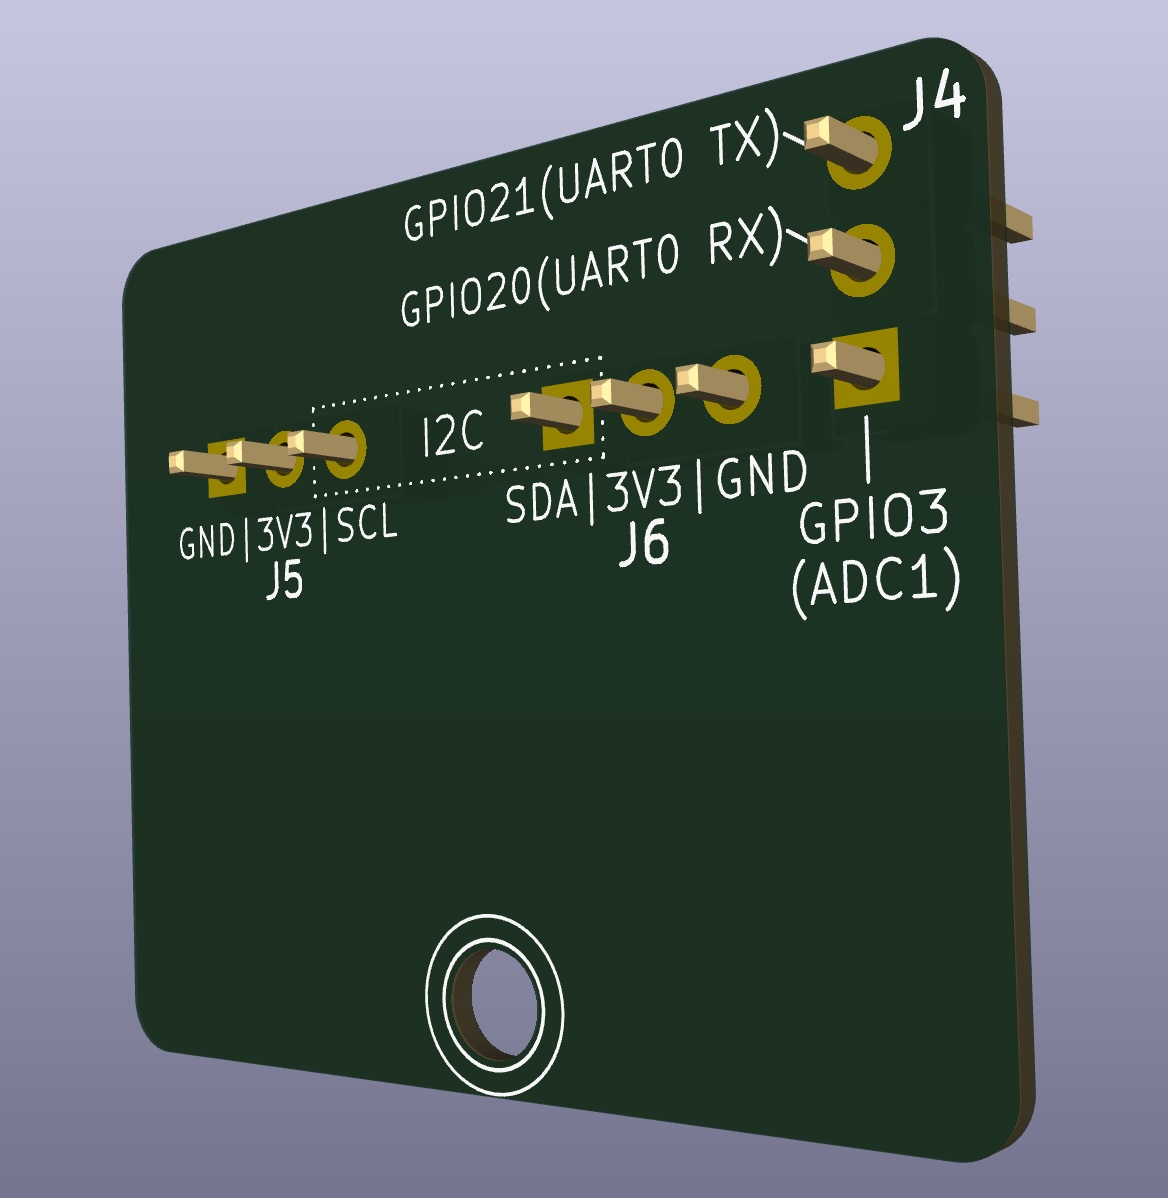 J4
GPIO21(UART0 TX)
GPIO20(UART0 RX)
I2C
GND|3V3|SCL
J5
SDA|3V3|GND
J6
GPIO3
(ADC1)